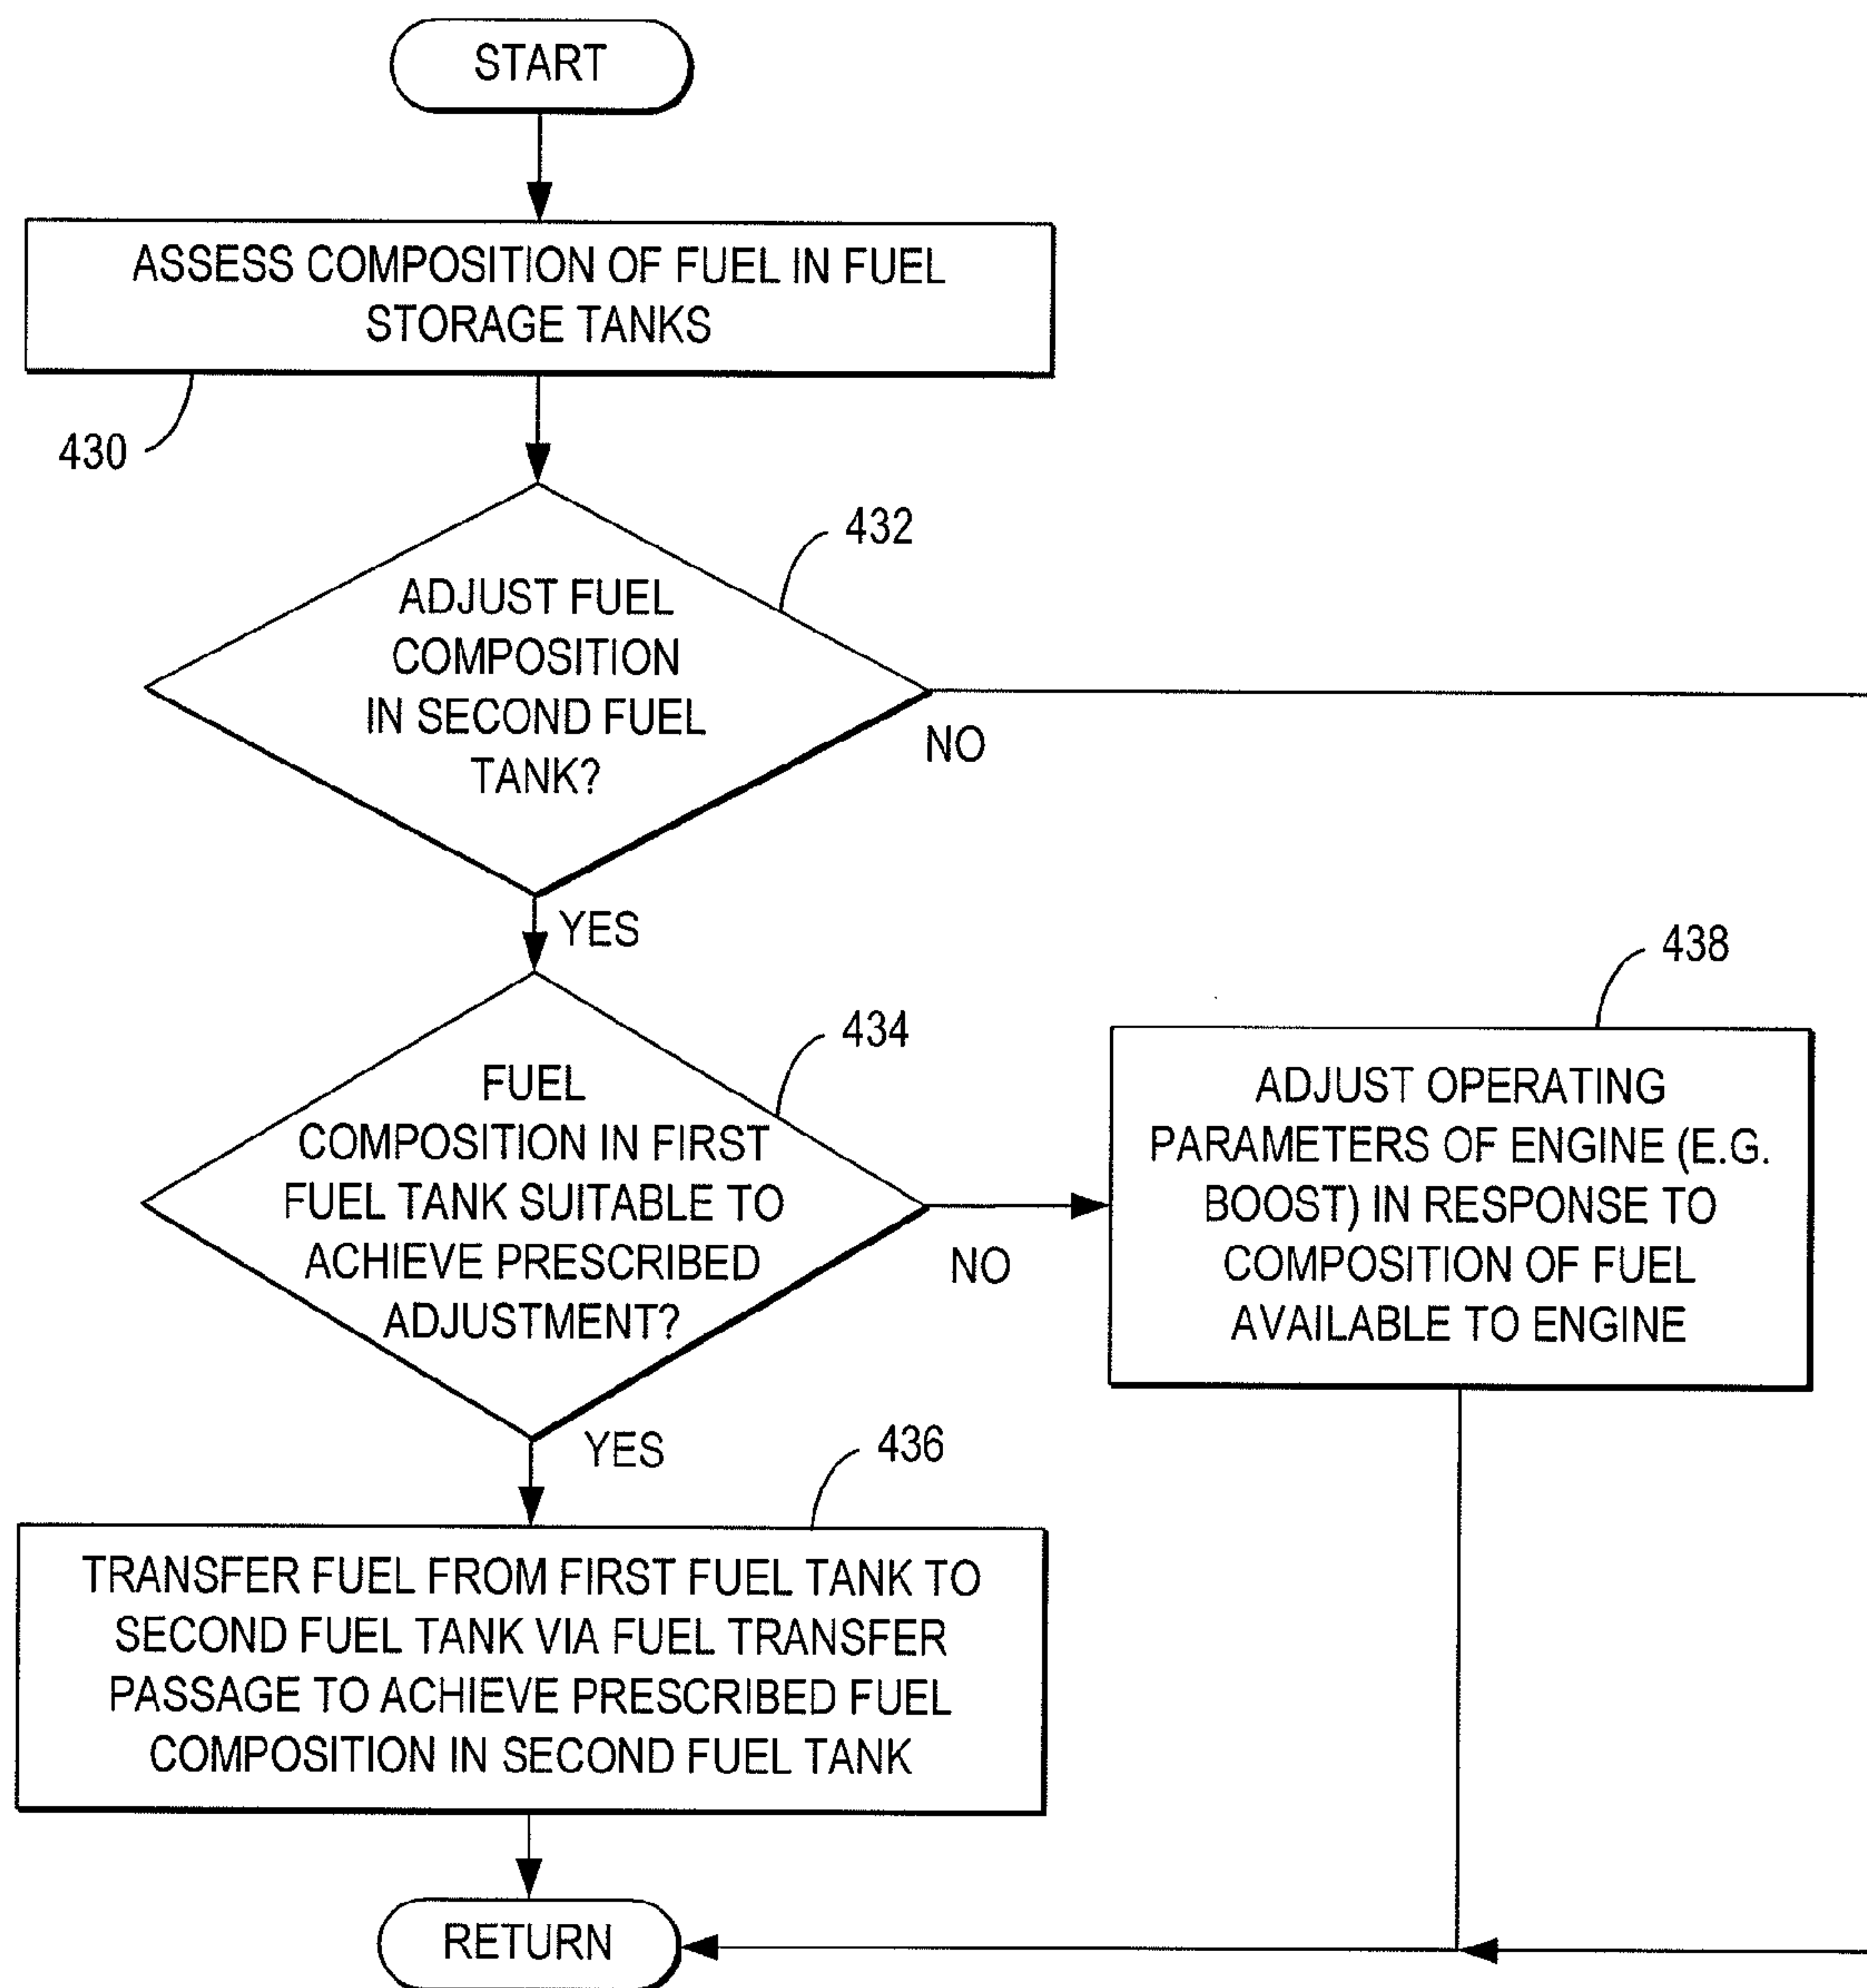 START
ASSESS COMPOSITION OF FUEL IN FUEL
STORAGE TANKS
430
432
ADJUST FUEL
COMPOSITION
IN SECOND FUEL
TANK?
NO
YES
434
FUEL
COMPOSITION IN FIRST
FUEL TANK SUITABLE TO
ACHIEVE PRESCRIBED
ADJUSTMENT?
NO
438
ADJUST OPERATING
PARAMETERS OF ENGINE (E.G.
BOOST) IN RESPONSE TO
COMPOSITION OF FUEL
AVAILABLE TO ENGINE
YES
436
TRANSFER FUEL FROM FIRST FUEL TANK TO
SECOND FUEL TANK VIA FUEL TRANSFER
PASSAGE TO ACHIEVE PRESCRIBED FUEL
COMPOSITION IN SECOND FUEL TANK
RETURN